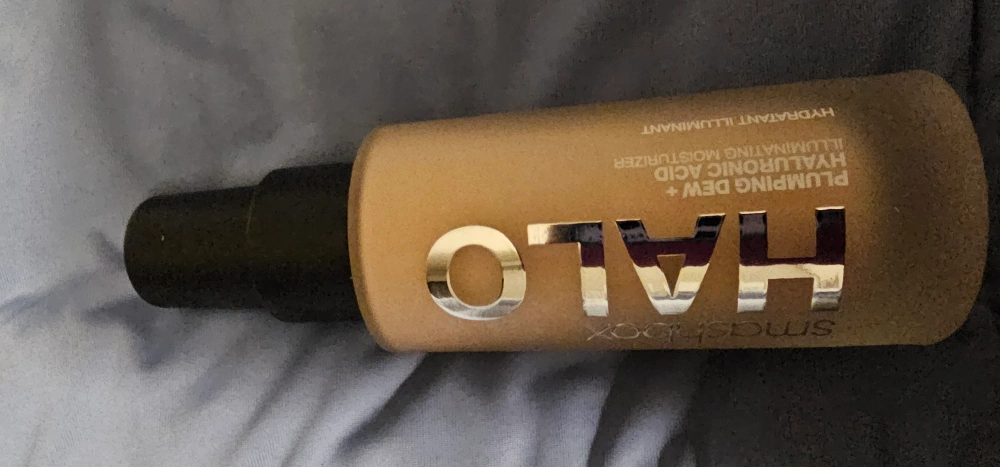 smashbox
HALO
PLUMPING DEW +
HYALURONIC ACID
ILLUMINATING MOISTURIZER
HYDRATANT ILLUMINANT